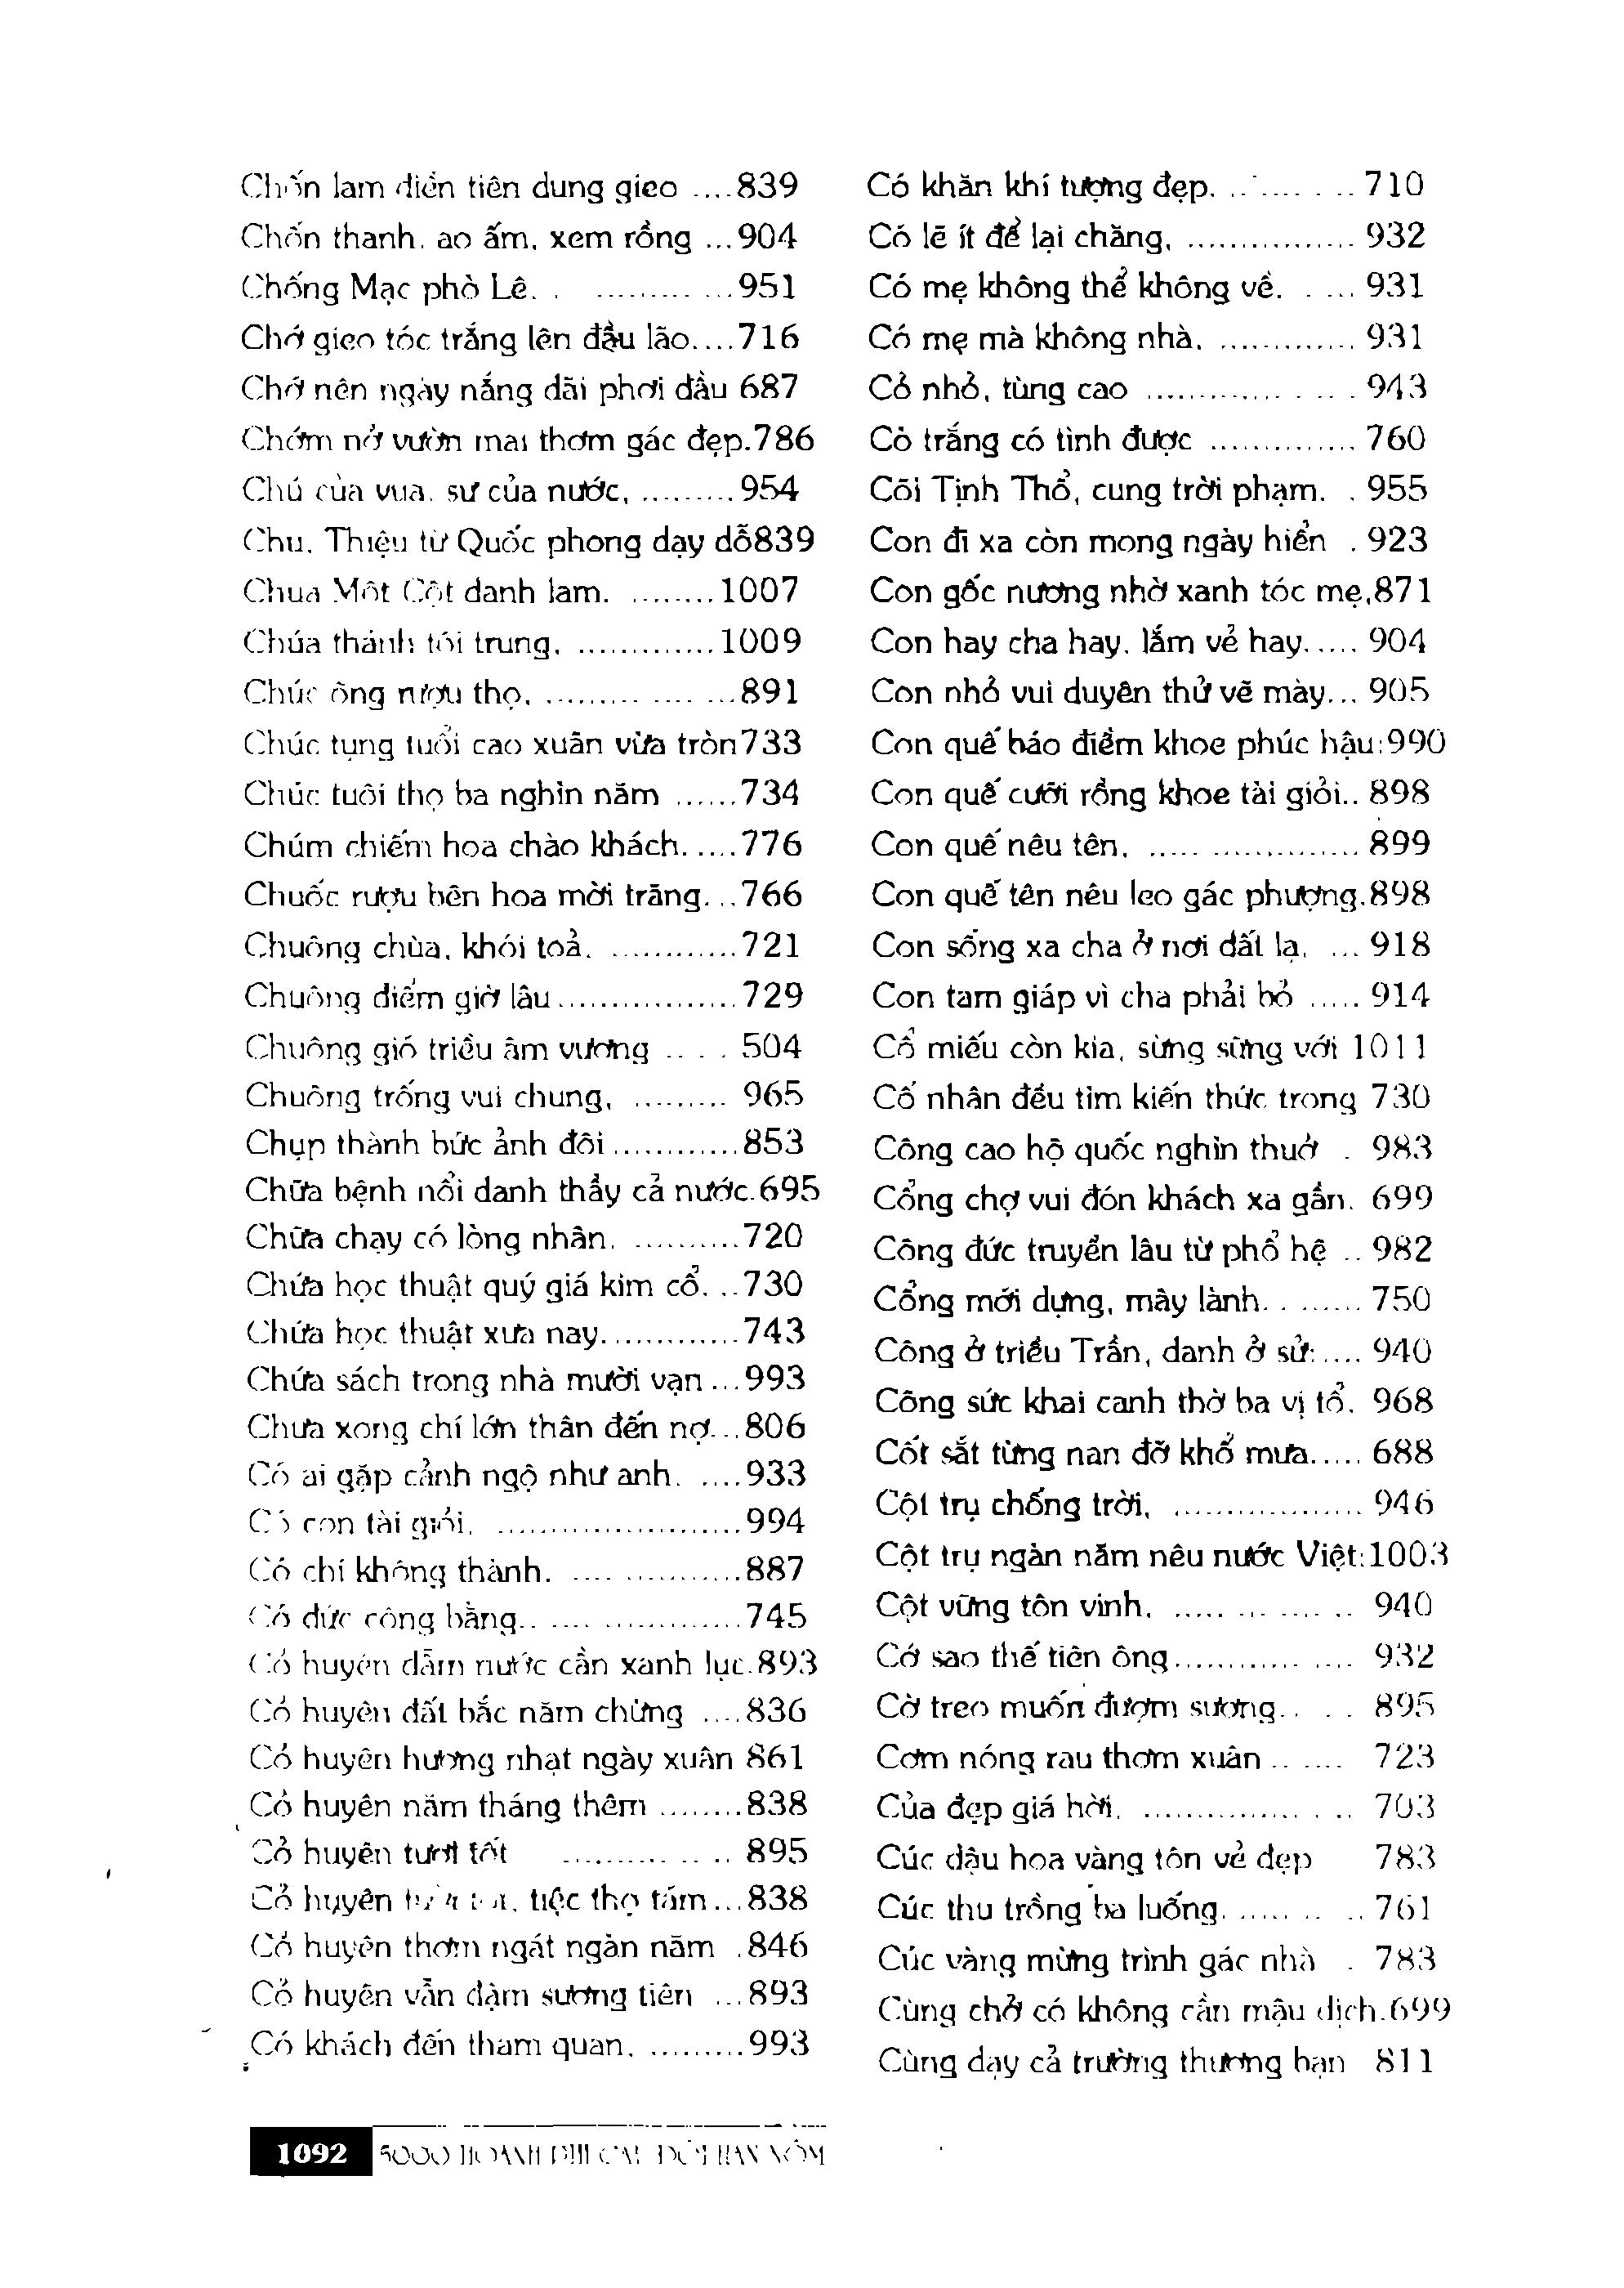 Chốn lam điền tiên dung gieo ....839
Chốn thanh, ao ấm, xem rồng ...904
Chống Mạc phò Lê. . ............ ...951
Chớ gieo tóc trắng lên đầu lão....716
Chớ nên ngày nắng dãi phơi đầu 687
Chớm nở vườn mai thơm gác đẹp.786
Chú của vua, sư của nước, .........954
Chu, Thiệu từ Quốc phong dạy dỗ839
Chùa Một Cột danh lam. ........1007
Chúa thánh tôi trung, .............1009
Chúc ông rượu thọ, ......... .... ...891
Chúc tụng tuổi cao xuân vừa tròn733
Chúc tuổi thọ ba nghìn năm ......734
Chúm chiếm hoa chào khách. ....776
Chuốc rượu bên hoa mời trăng. ..766
Chuông chùa, khói toả. ............721
Chuông điểm giờ lâu.................729
Chuông gió triều âm vương .. . . 504
Chuông trống vui chung, ......... 965
Chụp thành bức ảnh đôi............853
Chữa bệnh nổi danh thầy cả nước.695
Chữa chạy có lòng nhân. ..........720
Chứa học thuật quý giá kim cổ. ..730
Chứa học thuật xưa nay.............743
Chứa sách trong nhà mười vạn ...993
Chưa xong chí lớn thân đến nợ...806
Có ai gặp cảnh ngộ như anh. ....933
Có con tài giỏi, .......................994
Có chí không thành. .... ...........887
Có đức công bằng.. .... .............745
Cỏ huyên dẫm nước cần xanh lục.893
Cỏ huyên đất bắc năm chừng ....836
Cỏ huyên hương nhạt ngày xuân 861
Cỏ huyên năm tháng thêm ........838
Cỏ huyên tươi tốt .......... .. .. 895
Cỏ huyên tốt, tiệc thọ tám...838
Cỏ huyên thơm ngát ngàn năm .846
Cỏ huyên vẫn đậm sương tiên ...893
Có khách đến tham quan. .........993
Có khăn khí tượng đẹp. .. .... . .. 710
Có lẽ ít để lại chăng, ................ 932
Có mẹ không thể không về. . ... 931
Có mẹ mà không nhà. ............. 931
Cỏ nhỏ, tùng cao ............. . .. . 943
Cò trắng có tình được .............. 760
Cõi Tịnh Thổ, cung trời phạm. . 955
Con đi xa còn mong ngày hiển . 923
Con gốc nương nhờ xanh tóc mẹ,871
Con hay cha hay, lắm vẻ hay..... 904
Con nhỏ vui duyên thử vẽ mày... 905
Con quế báo điềm khoe phúc hậu:990
Con quế cưỡi rồng khoe tài giỏi.. 898
Con quế nêu tên, ..... .............. 899
Con quế tên nêu leo gác phượng.898
Con sống xa cha ở nơi đất lạ, ... 918
Con tam giáp vì cha phải bỏ ..... 914
Cổ miếu còn kia, sừng sững với 1011
Cổ nhân đều tìm kiến thức trong 730
Công cao hộ quốc nghìn thuở . 983
Cổng chợ vui đón khách xa gần. 699
Công đức truyền lâu từ phổ hệ .. 982
Cổng mới dựng, mây lành. . ....... 750
Công ở triều Trần, danh ở sử:.... 940
Công sức khai canh thờ ba vị tổ. 968
Cốt sắt từng nan đỡ khổ mưa..... 688
Cột trụ chống trời, .................. 946
Cột trụ ngàn năm nêu nước Việt:1003
Cột vững tôn vinh. ..... ... .... .. 940
Cớ sao thế tiên ông............ .... 932
Cờ treo muốn đượm sương. . . . 895
Cơm nóng rau thơm xuân .. ..... 723
Của đẹp giá hời. ............... . .. 703
Cúc dậu hoa vàng tôn vẻ đẹp 783
Cúc thu trồng ba luống. ...... .. .. 761
Cúc vàng mừng trình gác nhà . 783
Cùng chở có không cần mậu dịch.699
Cùng dạy cả trường thương hạn 811
1092 5000 HOÀNH PHI CÂU ĐỐI HÁN NÔM